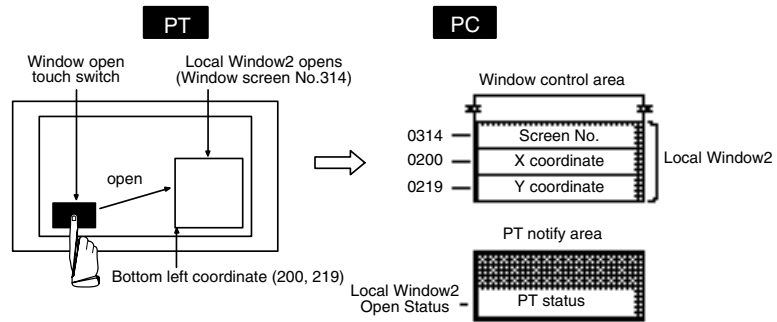 PT
PC
Window open
touch switch
Local Window2 opens
(Window screen No.314)
open
Bottom left coordinate (200, 219)
Window control area
0314
Screen No.
0200
X coordinate
0219
Y coordinate
Local Window2
PT notify area
Local Window2
Open Status
PT status